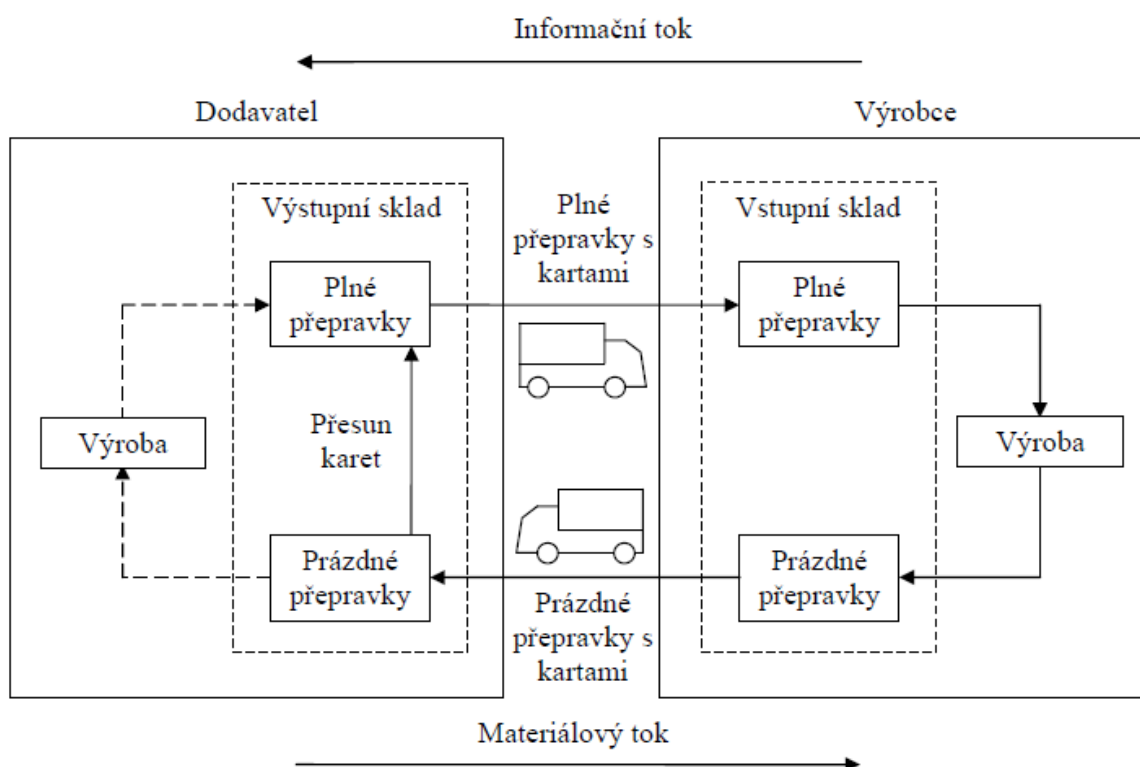 Informační tok
Dodavatel
Výrobce
Výstupní sklad
Plné
přepravky s
kartami
Vstupní sklad
Plné
přepravky
Plné
přepravky
Výroba
Přesun
karet
Výroba
Prázdné
přepravky
Prázdné
přepravky
Prázdné
přepravky s
kartami
Materiálový tok